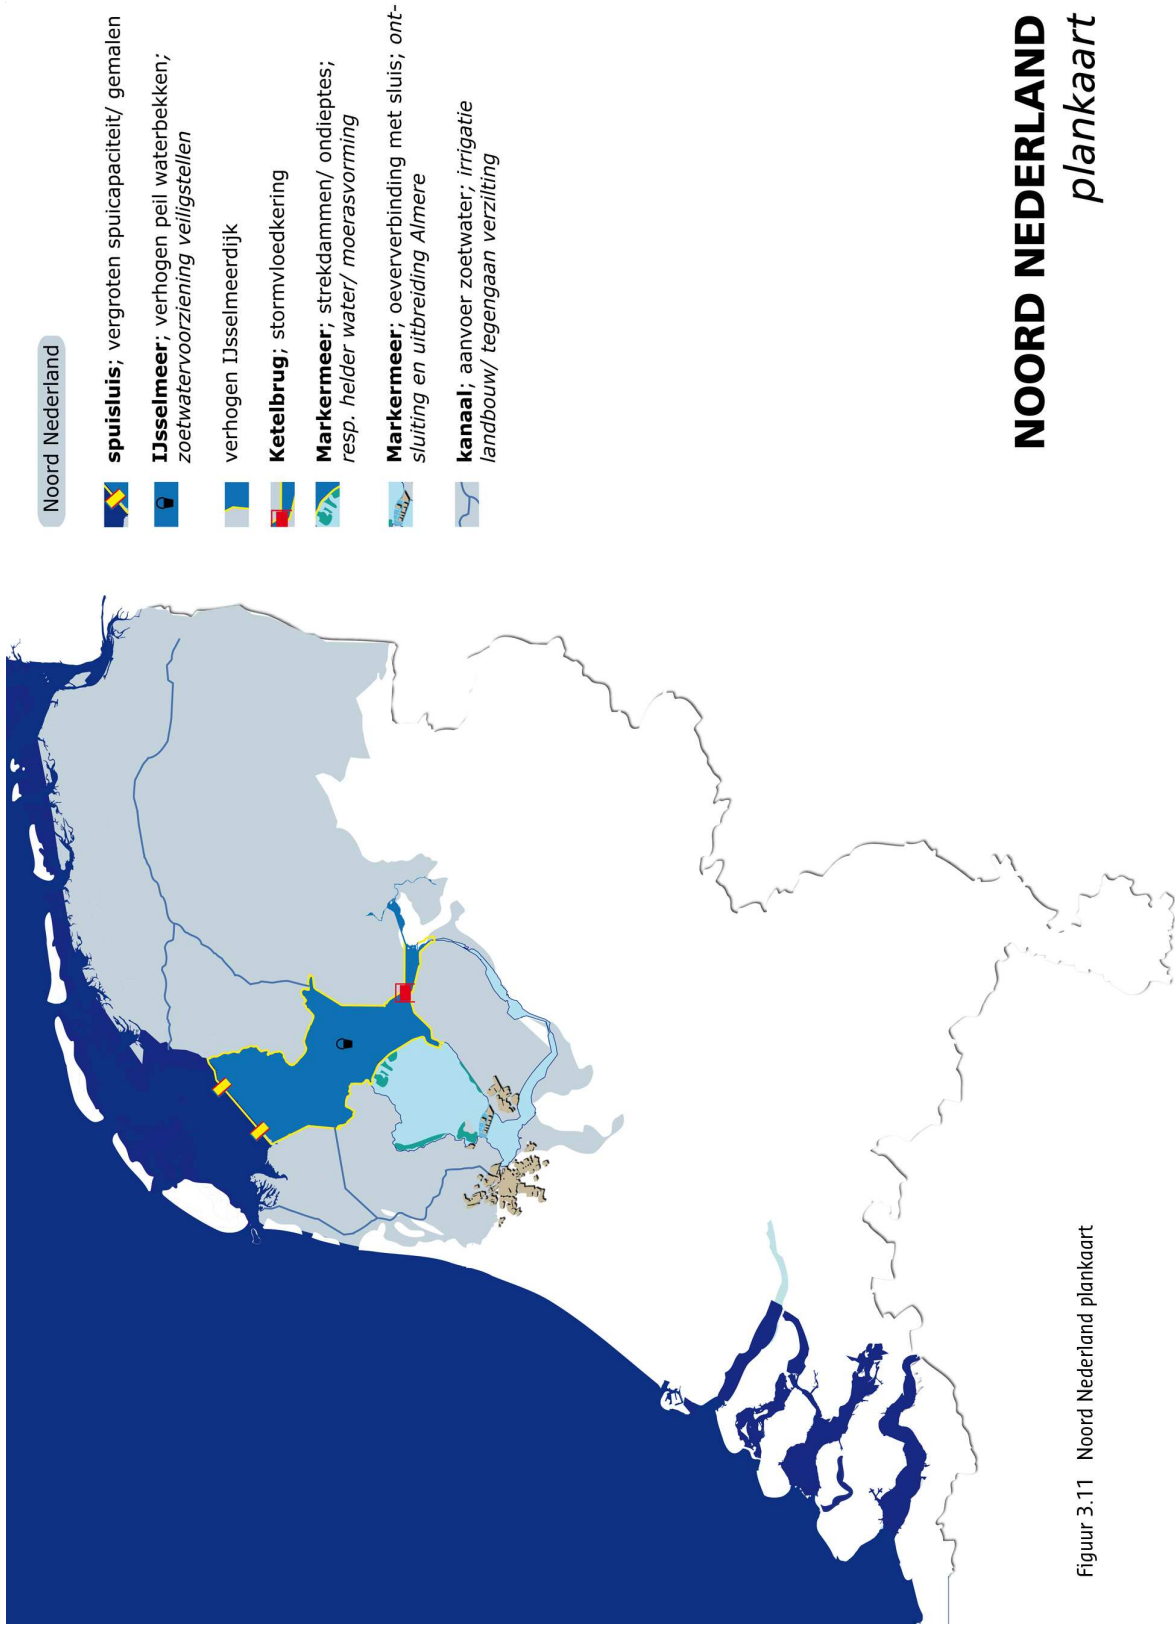 Noord Nederland
spuisluis; vergroten spuicapaciteit/ gemalen
IJsselmeer; verhogen peil waterbekken;
zoetwatervoorziening veiligstellen
verhogen IJsselmeerdijk
Ketelbrug; stormvloedkering
Markermeer; strekdammen/ ondieptes;
resp. helder water/ moerasvorming
Markermeer; oeververbinding met sluis; ont-
sluiting en uitbreiding Almere
kanaal; aanvoer zoetwater; irrigatie
landbouw/ tegengaan verzilting
NOORD NEDERLAND
plankaart
Figuur 3.11 Noord Nederland plankaart